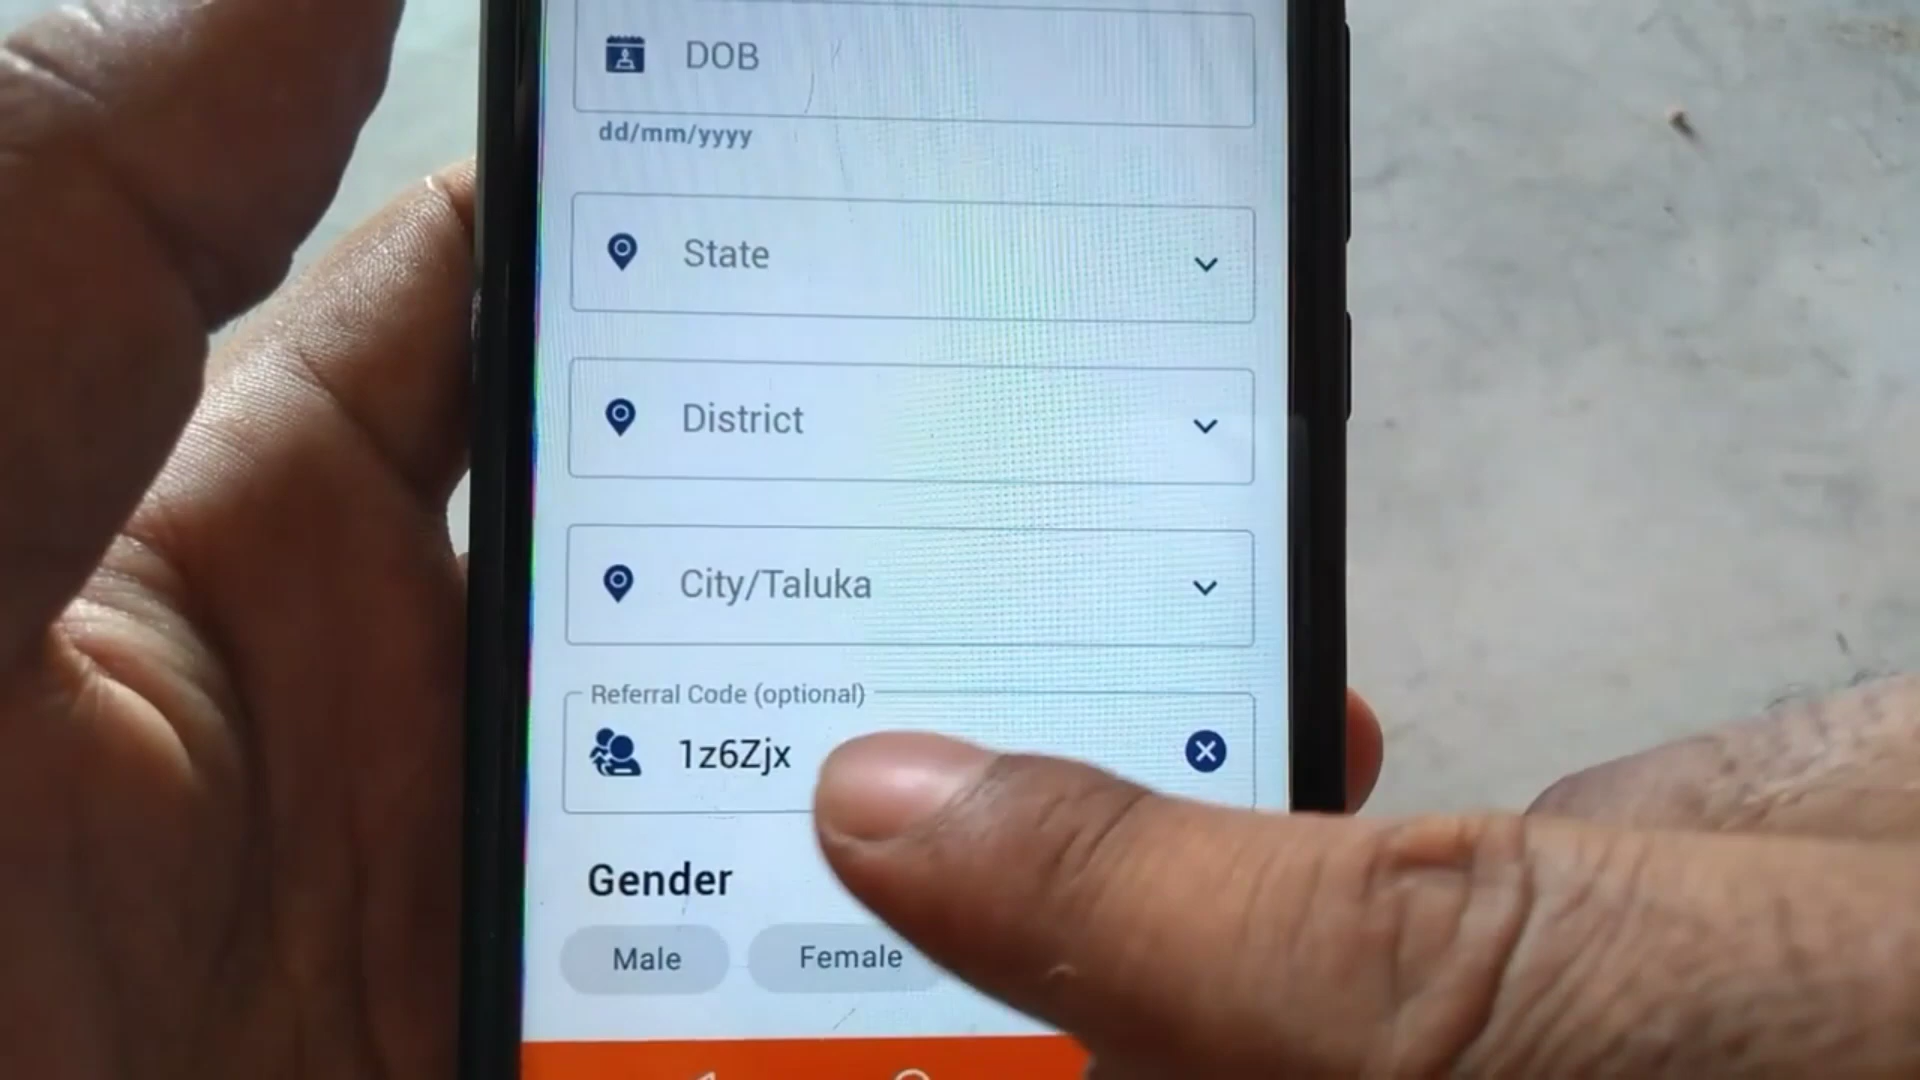 DOB
dd/mm/yyyy
State
District
City/Taluka
Referral Code (optional)
1z6Zjx
Gender
Male Female